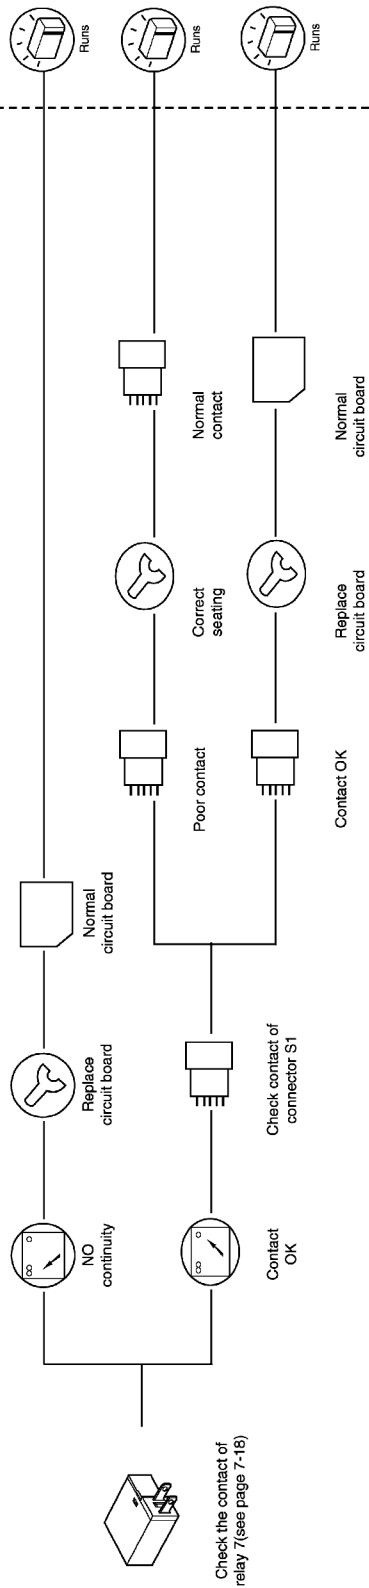 Check the contact of
relay 7(see page 7-18)
NO
continuity
Replace
circuit board
Normal
circuit board
Runs
Contact
OK
Check contact of
connector S1
Poor contact
Correct
seating
Normal
contact
Runs
Contact OK
Replace
circuit board
Normal
circuit board
Runs